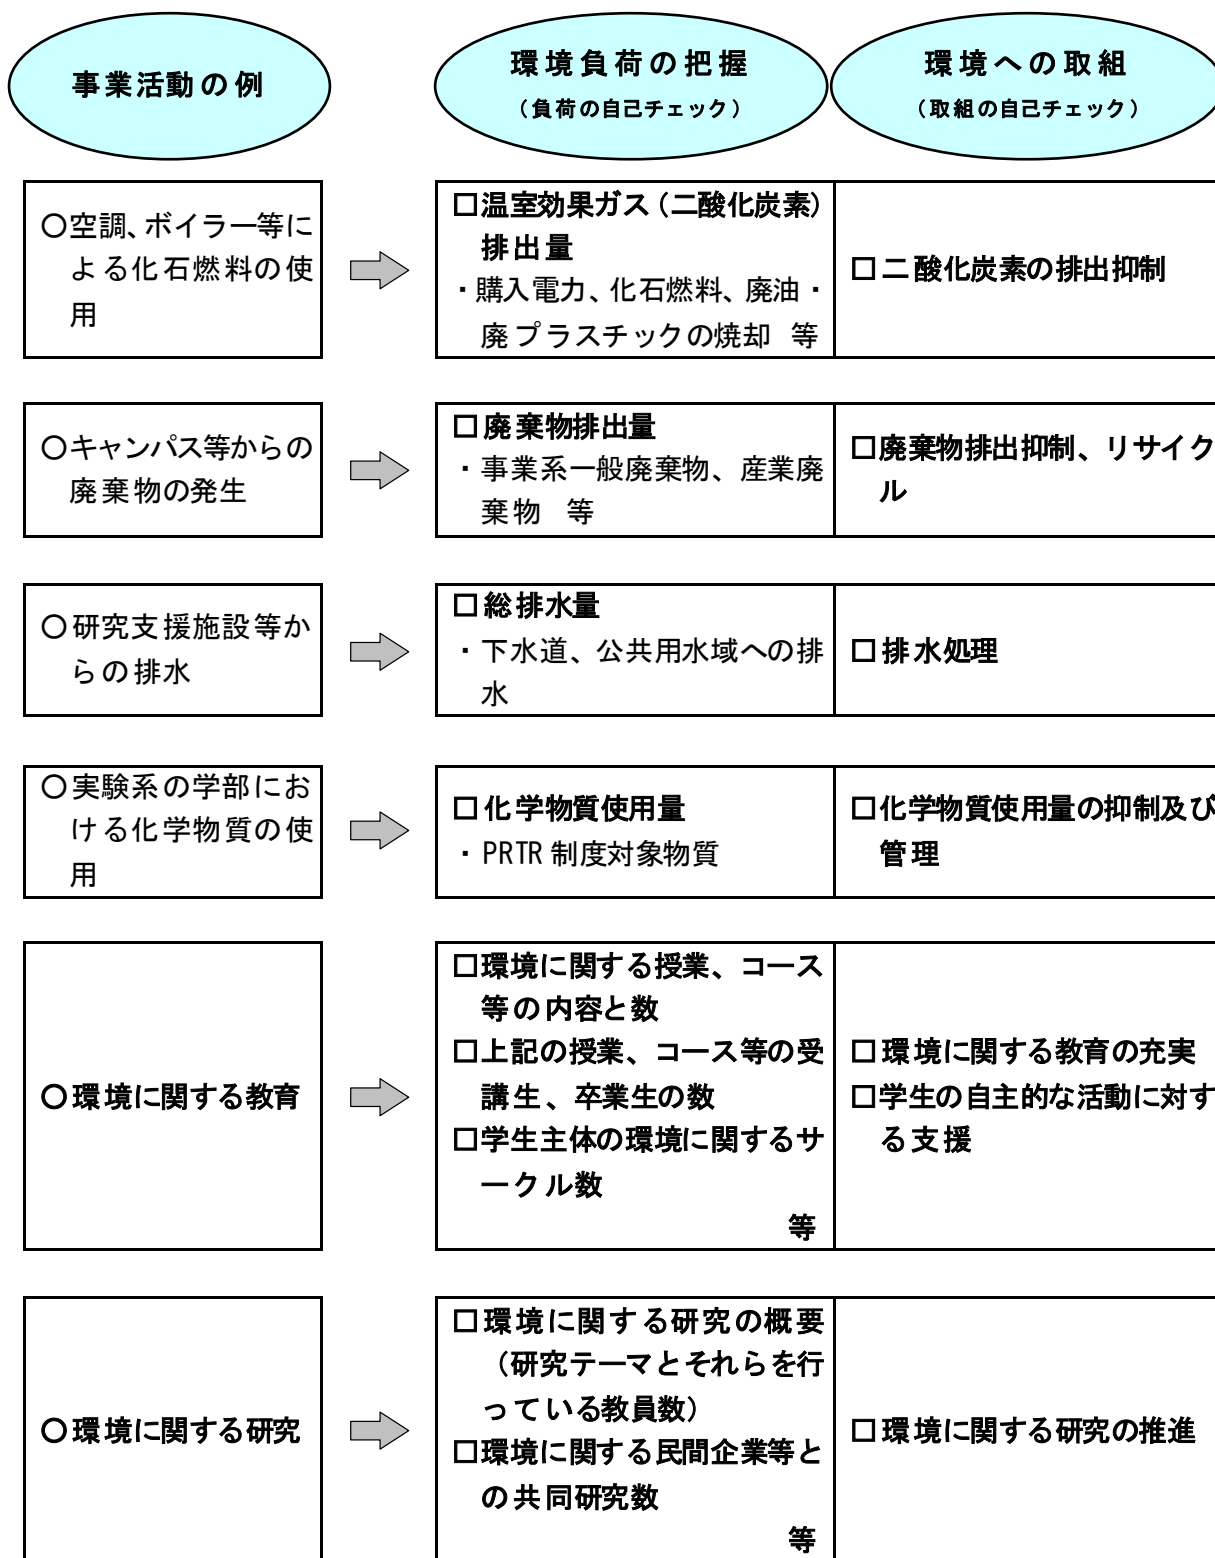 事業活動の例
環境負荷の把握
（負荷の自己チェック）
環境への取組
（取組の自己チェック）
〇空調、ボイラー等に
よる化石燃料の使
用
□温室効果ガス（二酸化炭素）
排出量
・購入電力、化石燃料、廃油・
廃プラスチックの焼却　等
□二酸化炭素の排出抑制
〇キャンパス等からの
廃棄物の発生
□廃棄物排出量
・事業系一般廃棄物、産業廃
棄物　等
□廃棄物排出抑制、リサイク
ル
〇研究支援施設等か
らの排水
□総排水量
・下水道、公共用水域への排
水
□排水処理
〇実験系の学部にお
ける化学物質の使
用
□化学物質使用量
・PRTR 制度対象物質
□化学物質使用量の抑制及び
管理
〇環境に関する教育
□環境に関する授業、コース
等の内容と数
□上記の授業、コース等の受
講生、卒業生の数
□学生主体の環境に関するサ
ークル数
等
□環境に関する教育の充実
□学生の自主的な活動に対す
る支援
〇環境に関する研究
□環境に関する研究の概要
（研究テーマとそれらを行
っている教員数）
□環境に関する民間企業等と
の共同研究数
等
□環境に関する研究の推進